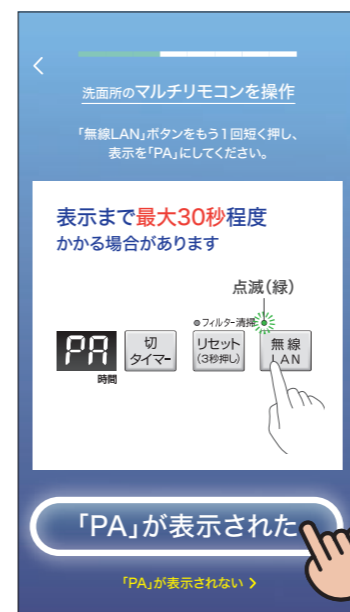 洗面所のマルチリモコンを操作
「無線LAN」ボタンをもう1回短く押し、
表示を「PA」にしてください。
表示まで最大30秒程度
かかる場合があります
点滅(緑)
フィルター清掃
PA
時間
切
タイマー
リセット
(3秒押し)
無線
LAN
「PA」が表示された
「PA」が表示されない >